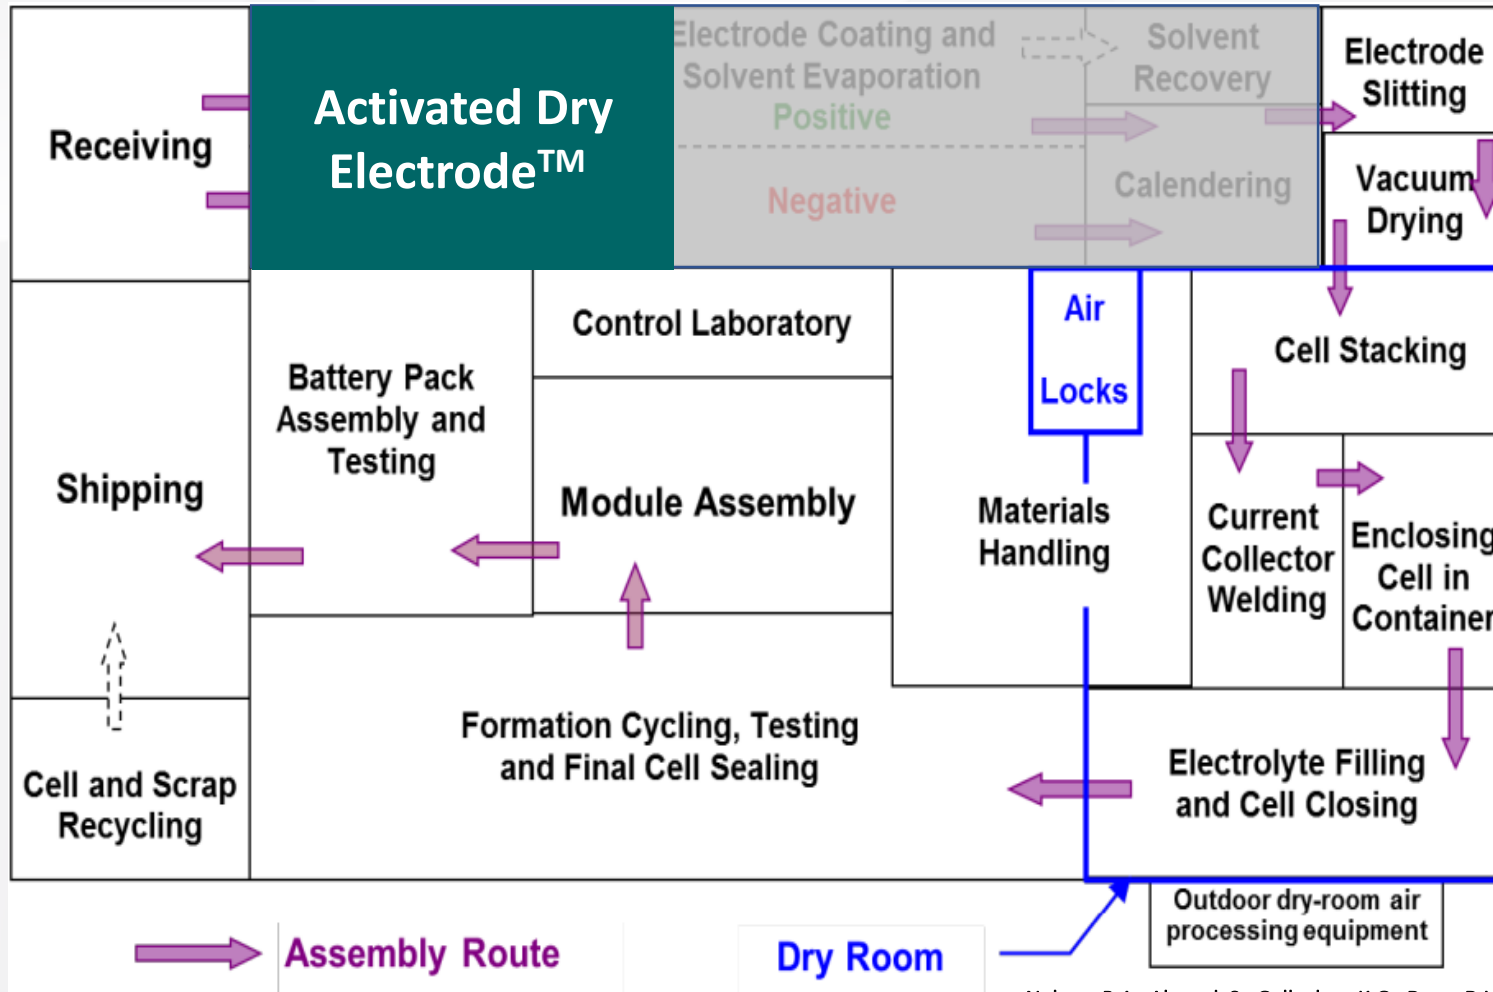 Receiving
Activated Dry
Electrode™
Electrode Coating and
Solvent Evaporation
Positive
Negative
Solvent
Recovery
Calendering
Electrode
Slitting
Vacuum
Drying
Shipping
Battery Pack
Assembly and
Testing
Control Laboratory
Module Assembly
Air
Locks
Materials
Handling
Cell Stacking
Current
Collector
Welding
Enclosing
Cell in
Container
Cell and Scrap
Recycling
Formation Cycling, Testing
and Final Cell Sealing
Electrolyte Filling
and Cell Closing
Outdoor dry-room air
processing equipment
Assembly Route
Dry Room